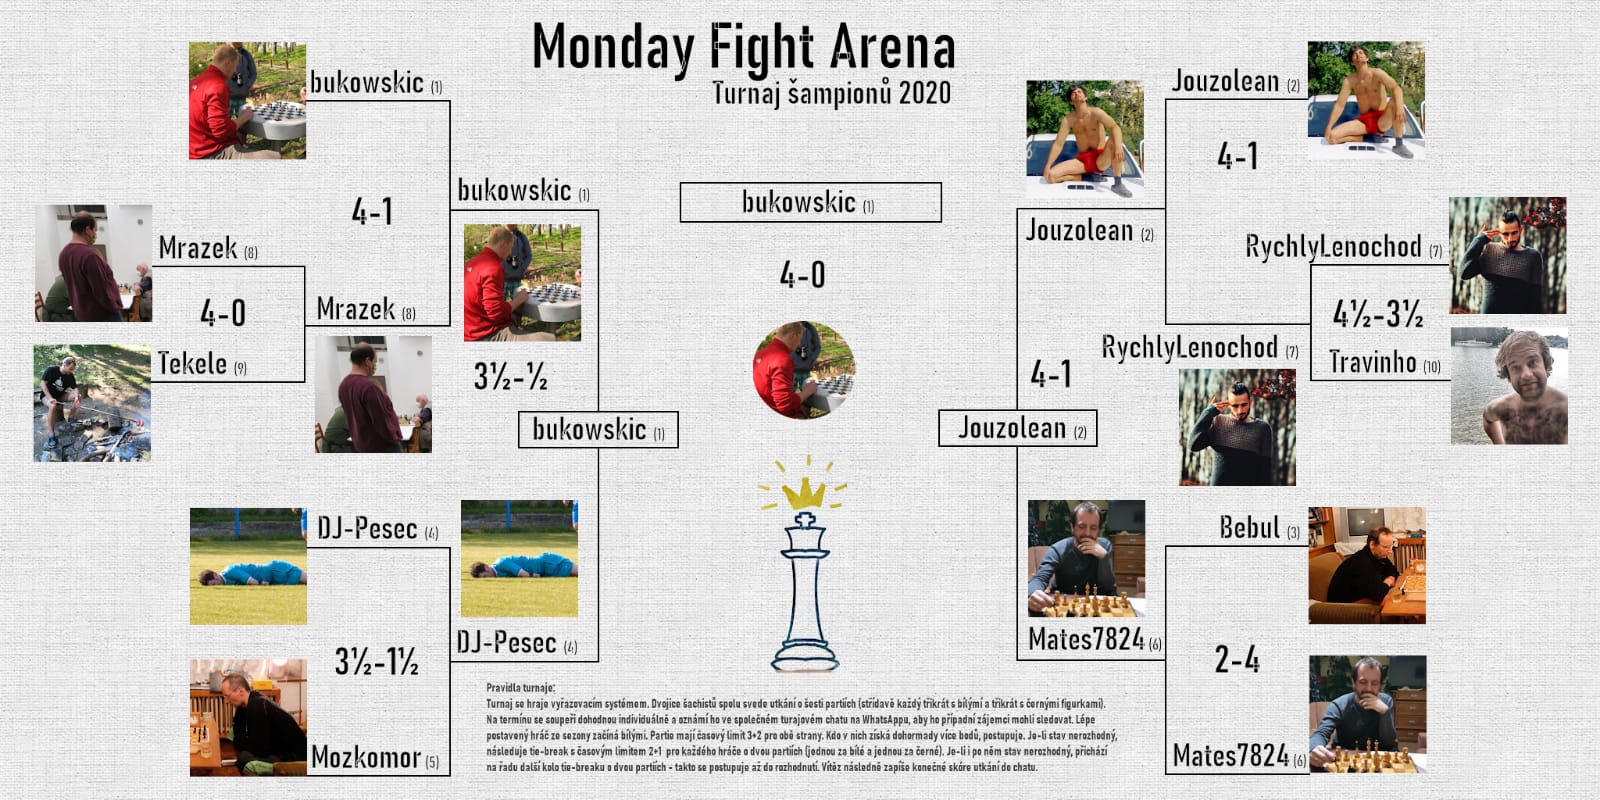 Monday Fight Arena
Turnaj šampionů 2020
bukowskic (1)
4-1
Mrazek (8)
4-0
Tekele (9)
Mrazek (8)
bukowskic (1)
3½-½
bukowskic (1)
DJ-Pesec (4)
3½-1½
Mozkomor (5)
DJ-Pesec (4)
bukowskic (1)
4-0
Jouzolean (2)
4-1
Jouzolean (2)
Jouzolean (2)
4-1
RychlyLenochod (7)
4½-3½
Travinho (10)
RychlyLenochod (7)
Mates7824 (6)
Bebul (3)
2-4
Mates7824 (6)
Pravidla turnaje:
Turnaj se hraje vyřazovacím systémem. Dvojice šachistů spolu svede utkání o šesti partiích (střídavě každý třikrát s bílými a třikrát s černými figurkami).
Na termínu se soupeři dohodnou individuálně a oznámí ho ve společném turajovém chatu na WhatsAppu, aby ho případní zájemci mohli sledovat. Lépe
postavený hráč ze sezony začíná bílými. Partie mají časový limit 3+2 pro obě strany. Kdo v nich získá dohormady více bodů, postupuje. Je-li stav nerozhodný,
následuje tie-break s časovým limitem 2+1 pro každého hráče o dvou partiích (jednou za bílé a jednou za černé). Je-li i po něm stav nerozhodný, přichází
na řadu další kolo tie-breaku o dvou partiích - takto se postupuje až do rozhodnutí. Vítěz následně zapíše konečné skóre utkání do chatu.